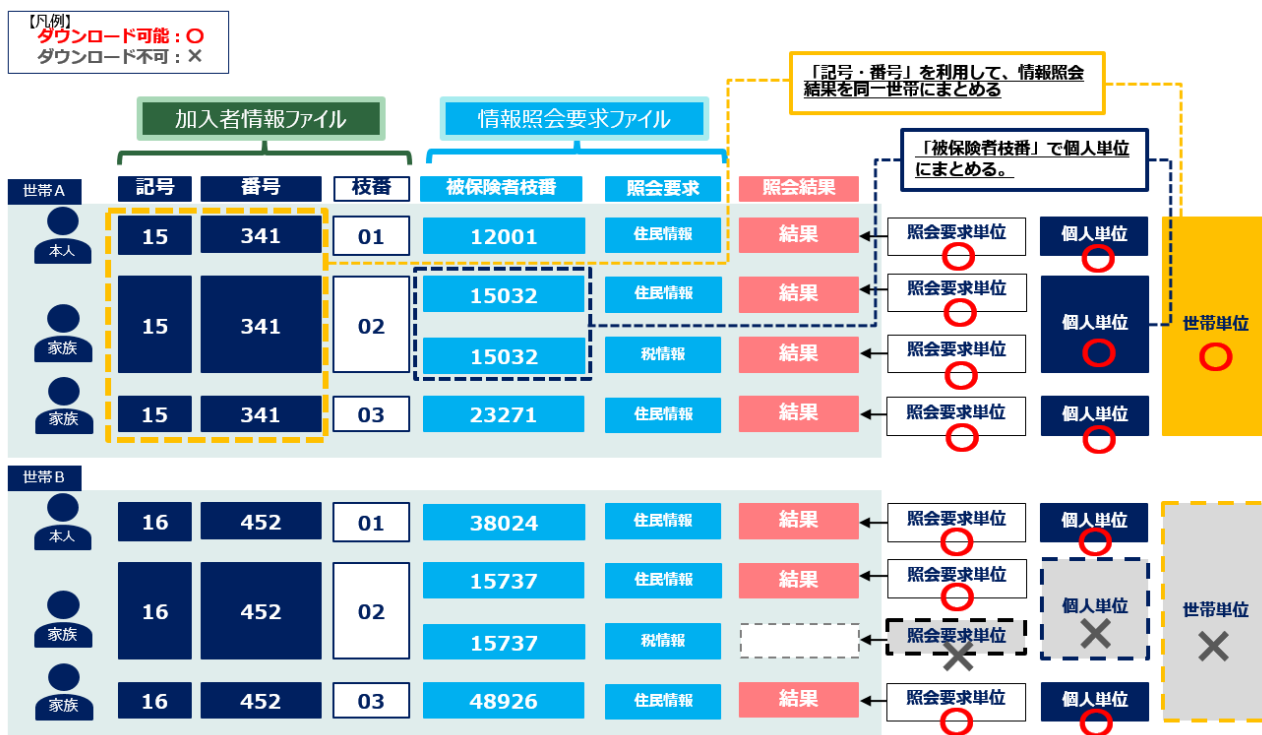 【凡例】
ダウンロード可能：〇
ダウンロード不可：×
「記号・番号」を利用して、情報照会
結果を同一世帯にまとめる
加入者情報ファイル
情報照会要求ファイル
「被保険者枝番」で個人単位
にまとめる。
世帯A
記号
番号
枝番
被保険者枝番
照会要求
照会結果
本人
15
341
01
12001
住民情報
結果
照会要求単位
個人単位
家族
15
341
02
15032
住民情報
結果
照会要求単位
15032
税情報
結果
照会要求単位
個人単位
世帯単位
家族
15
341
03
23271
住民情報
結果
照会要求単位
個人単位
世帯B
本人
16
452
01
38024
住民情報
結果
照会要求単位
個人単位
家族
16
452
02
15737
住民情報
結果
照会要求単位
15737
税情報
照会要求単位
個人単位
世帯単位
家族
16
452
03
48926
住民情報
結果
照会要求単位
個人単位